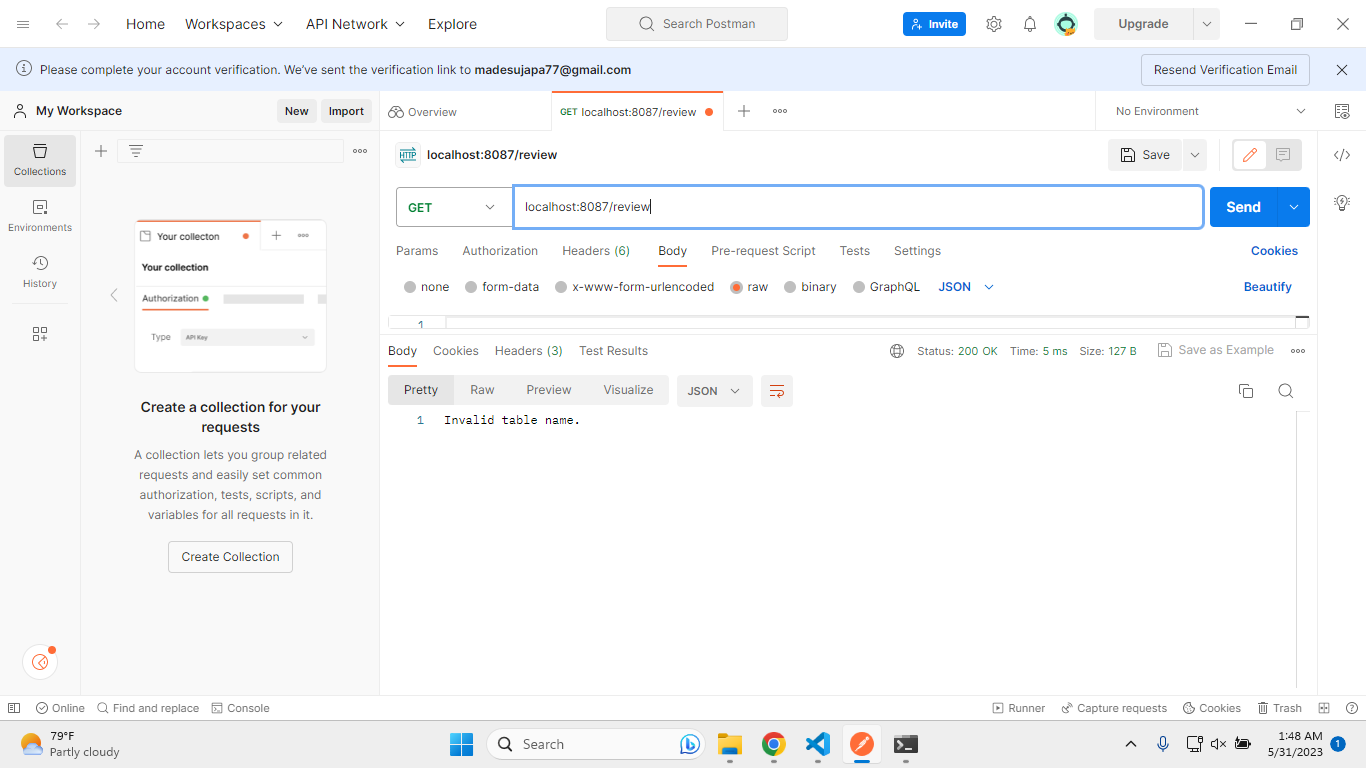 Home Workspaces API Network Explore Search Postman Invite Upgrade
Please complete your account verification. We've sent the verification link to madesujapa77@gmail.com Resend Verification Email
My Workspace New Import Overview GET localhost:8087/review No Environment
Collections
Environments
History
Your collecton
Your collection
Authorization
Type API Key
Create a collection for your
requests
A collection lets you group related
requests and easily set common
authorization, tests, scripts, and
variables for all requests in it.
Create Collection
HTTP localhost:8087/review Save
GET localhost:8087/review Send
Params Authorization Headers (6) Body Pre-request Script Tests Settings Cookies
none form-data x-www-form-urlencoded raw binary GraphQL JSON Beautify
1
Body Cookies Headers (3) Test Results Status: 200 OK Time: 5 ms Size: 127 B Save as Example
Pretty Raw Preview Visualize JSON
1 Invalid table name.
Online Find and replace Console Runner Capture requests Cookies Trash
79°F
Partly cloudy
Search
1:48 AM
5/31/2023
1